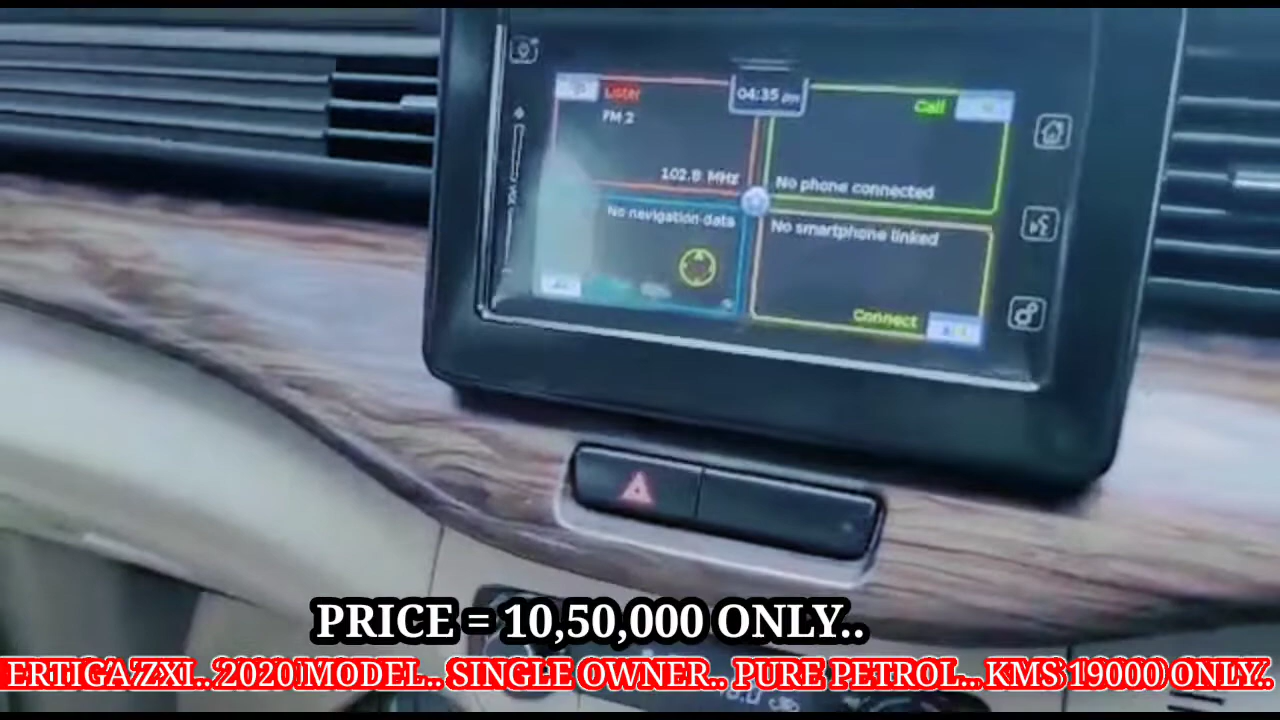 04:35 pm
Listen
FM 2
102.8 MHz
Call
No phone connected
No navigation data
No smartphone linked
Connect
VOL
PRICE = 10,50,000 ONLY..
ERTIGA ZXI.. 2020 MODEL.. SINGLE OWNER.. PURE PETROL... KMS 19000 ONLY..